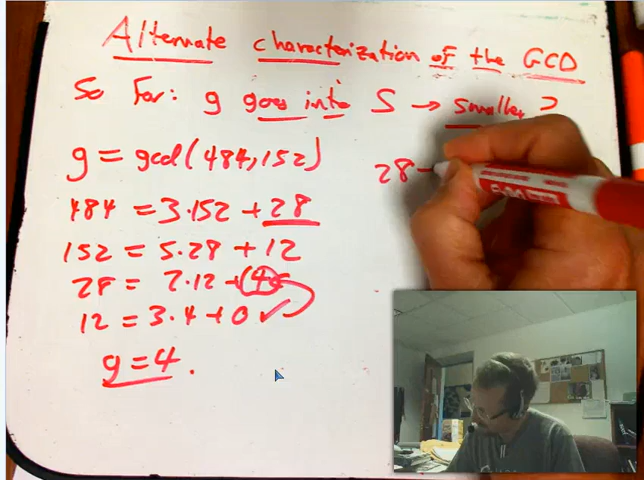 Alternate characterization of the GCD
So Far: g goes into S → smaller ?
g = gcd(484,152)
28 -
484 = 3.152 + 28
152 = 5.28 + 12
28 = 2.12 + 4
12 = 3.4 + 0 ✓
g = 4.